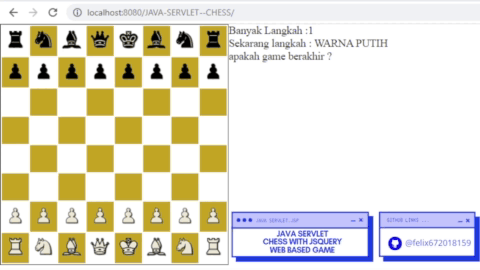 localhost:8080/JAVA-SERVLET--CHESS/
Banyak Langkah :1
Sekarang langkah : WARNA PUTIH
apakah game berakhir ?
JAVA SERVLET JSP
JAVA SERVLET
CHESS WITH JSQUERY
WEB BASED GAME
GITHUB LINKS ...
@felix672018159